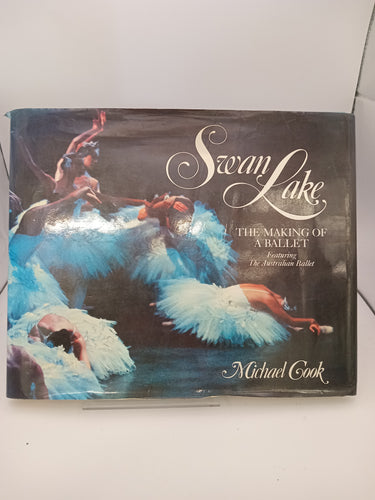 Swan
Lake
THE MAKING OF
A BALLET
Featuring
The Australian Ballet
Michael Cook